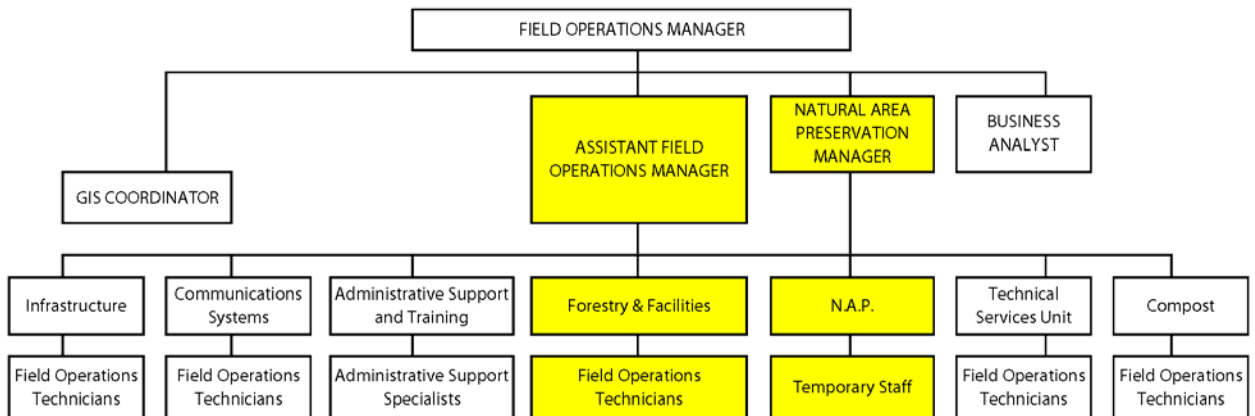 FIELD OPERATIONS MANAGER
ASSISTANT FIELD
OPERATIONS MANAGER
NATURAL AREA
PRESERVATION
MANAGER
BUSINESS
ANALYST
GIS COORDINATOR
Infrastructure
Communications
Systems
Administrative Support
and Training
Forestry & Facilities
N.A.P.
Technical
Services Unit
Compost
Field Operations
Technicians
Field Operations
Technicians
Administrative Support
Specialists
Field Operations
Technicians
Temporary Staff
Field Operations
Technicians
Field Operations
Technicians